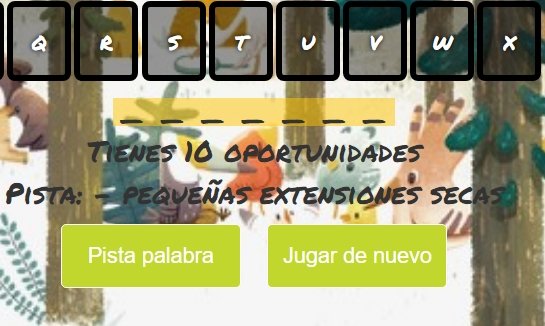 Q R S T U V W X
_ _ _ _ _ _ _
Tienes 10 oportunidades
Pista: - pequeñas extensiones secas
Pista palabra Jugar de nuevo